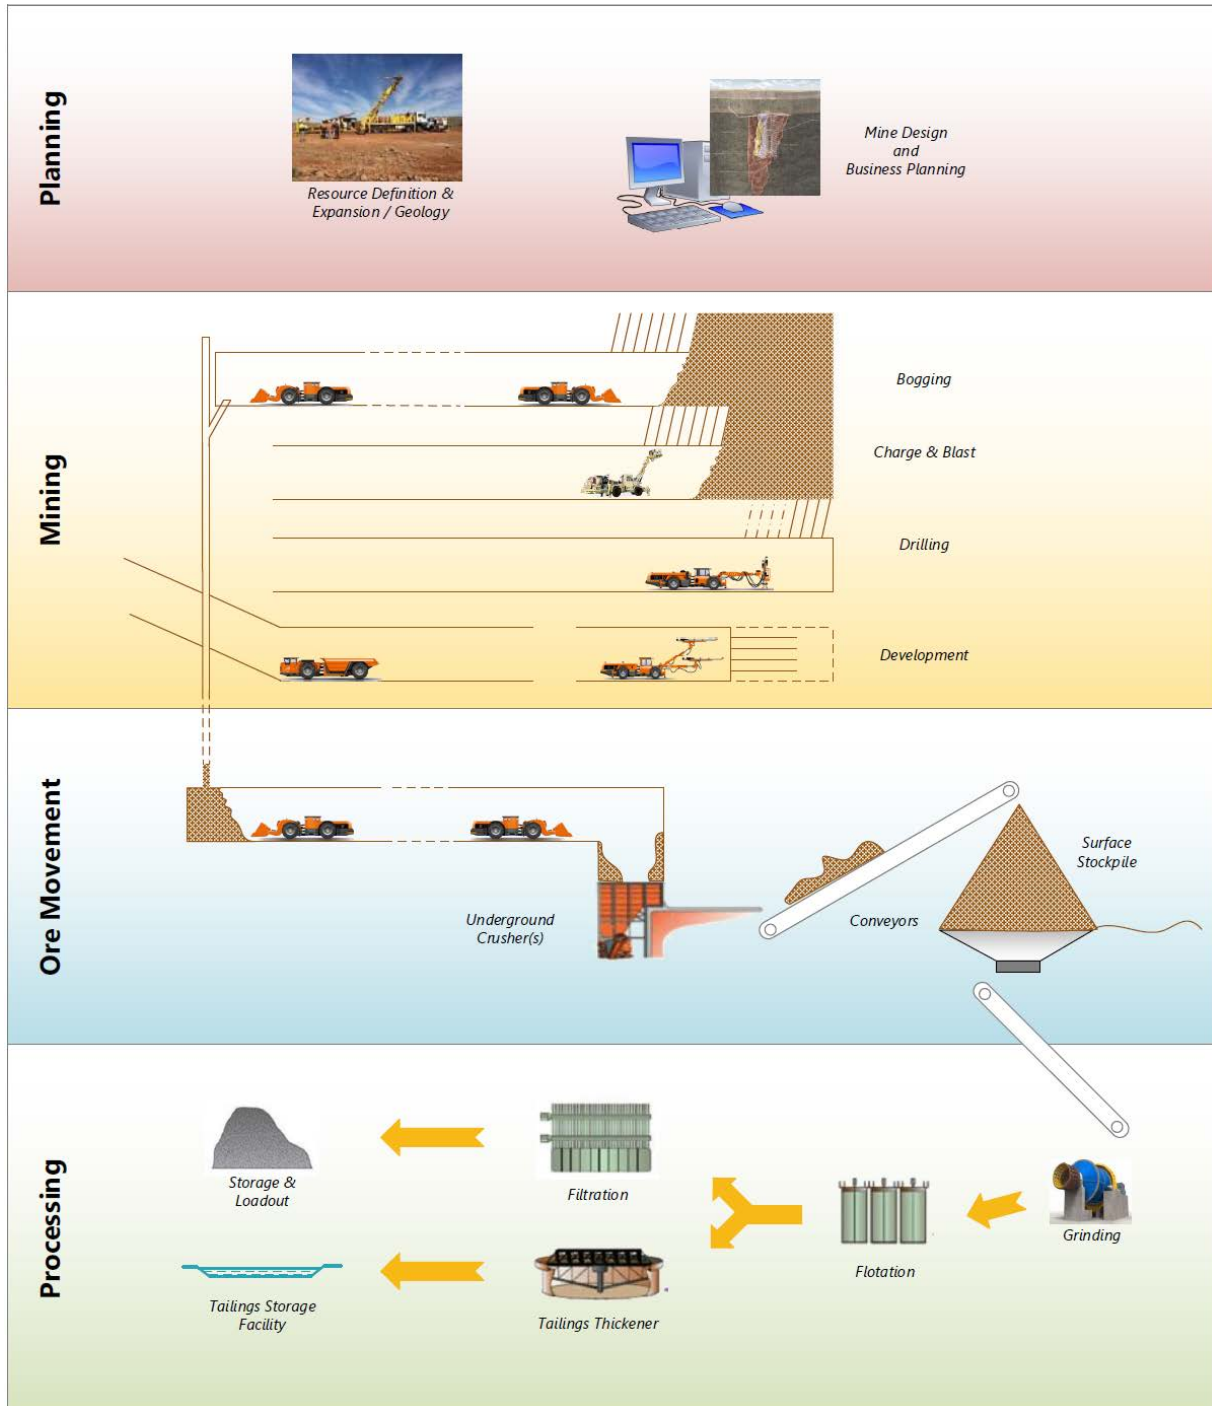 Planning
Resource Definition &
Expansion / Geology
Mine Design
and
Business Planning
Mining
Bogging
Charge & Blast
Drilling
Development
Ore Movement
Underground
Crusher(s)
Conveyors
Surface
Stockpile
Processing
Storage &
Loadout
Filtration
Grinding
Flotation
Tailings Storage
Facility
Tailings Thickener